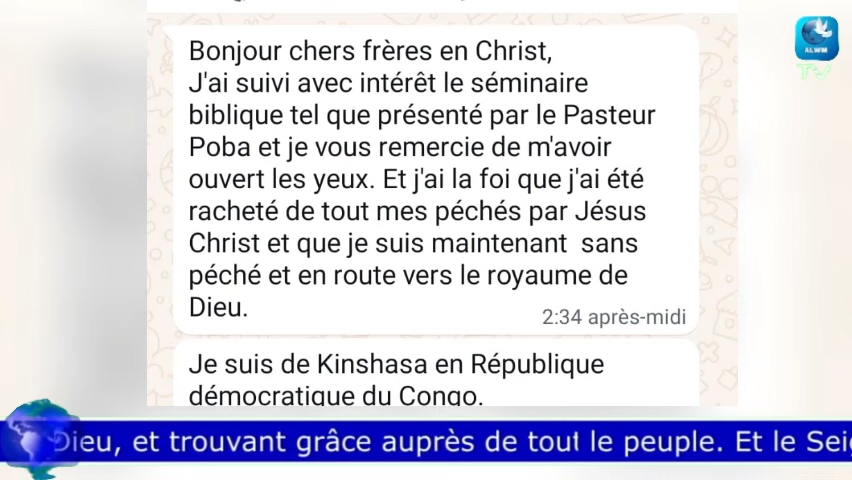 ALWM
TV
Bonjour chers frères en Christ,
J'ai suivi avec intérêt le séminaire
biblique tel que présenté par le Pasteur
Poba et je vous remercie de m'avoir
ouvert les yeux. Et j'ai la foi que j'ai été
racheté de tout mes péchés par Jésus
Christ et que je suis maintenant sans
péché et en route vers le royaume de
Dieu.
2:34 après-midi
Je suis de Kinshasa en République
démocratique du Congo.
Dieu, et trouvant grâce auprès de tout le peuple. Et le Sei